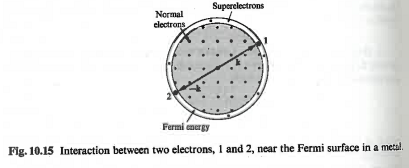 Superelectrons
Normal
electrons
1
k
−k
2
Fermi energy
Fig. 10.15 Interaction between two electrons, 1 and 2, near the Fermi surface in a metal.